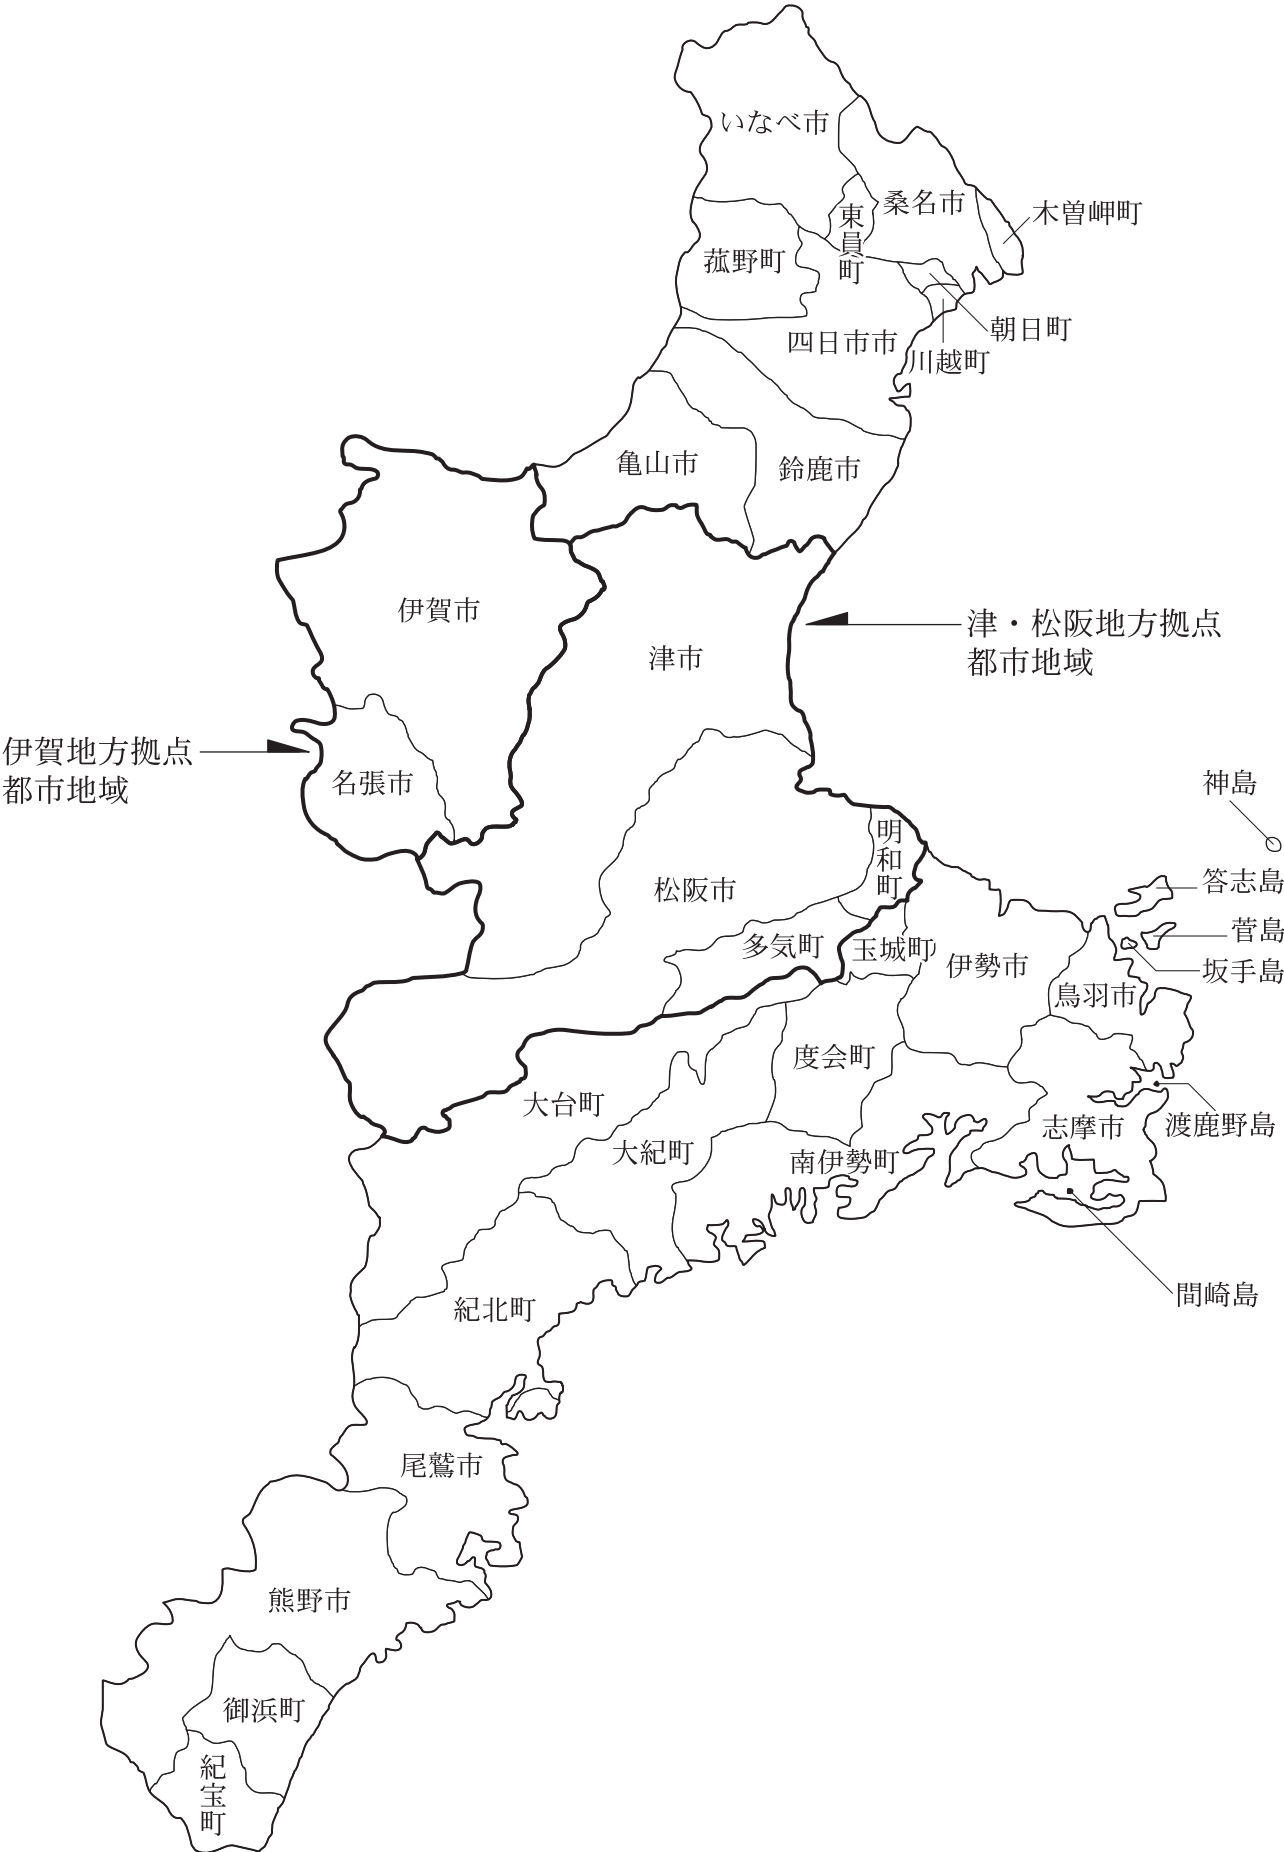 いなべ市
桑名市
木曽岬町
東員町
菰野町
朝日町
四日市市
川越町
亀山市
鈴鹿市
伊賀市
津・松阪地方拠点
都市地域
津市
伊賀地方拠点
都市地域
名張市
神島
明和町
松阪市
答志島
菅島
多気町
玉城町
伊勢市
坂手島
鳥羽市
度会町
大台町
志摩市
渡鹿野島
大紀町
南伊勢町
間崎島
紀北町
尾鷲市
熊野市
御浜町
紀宝町